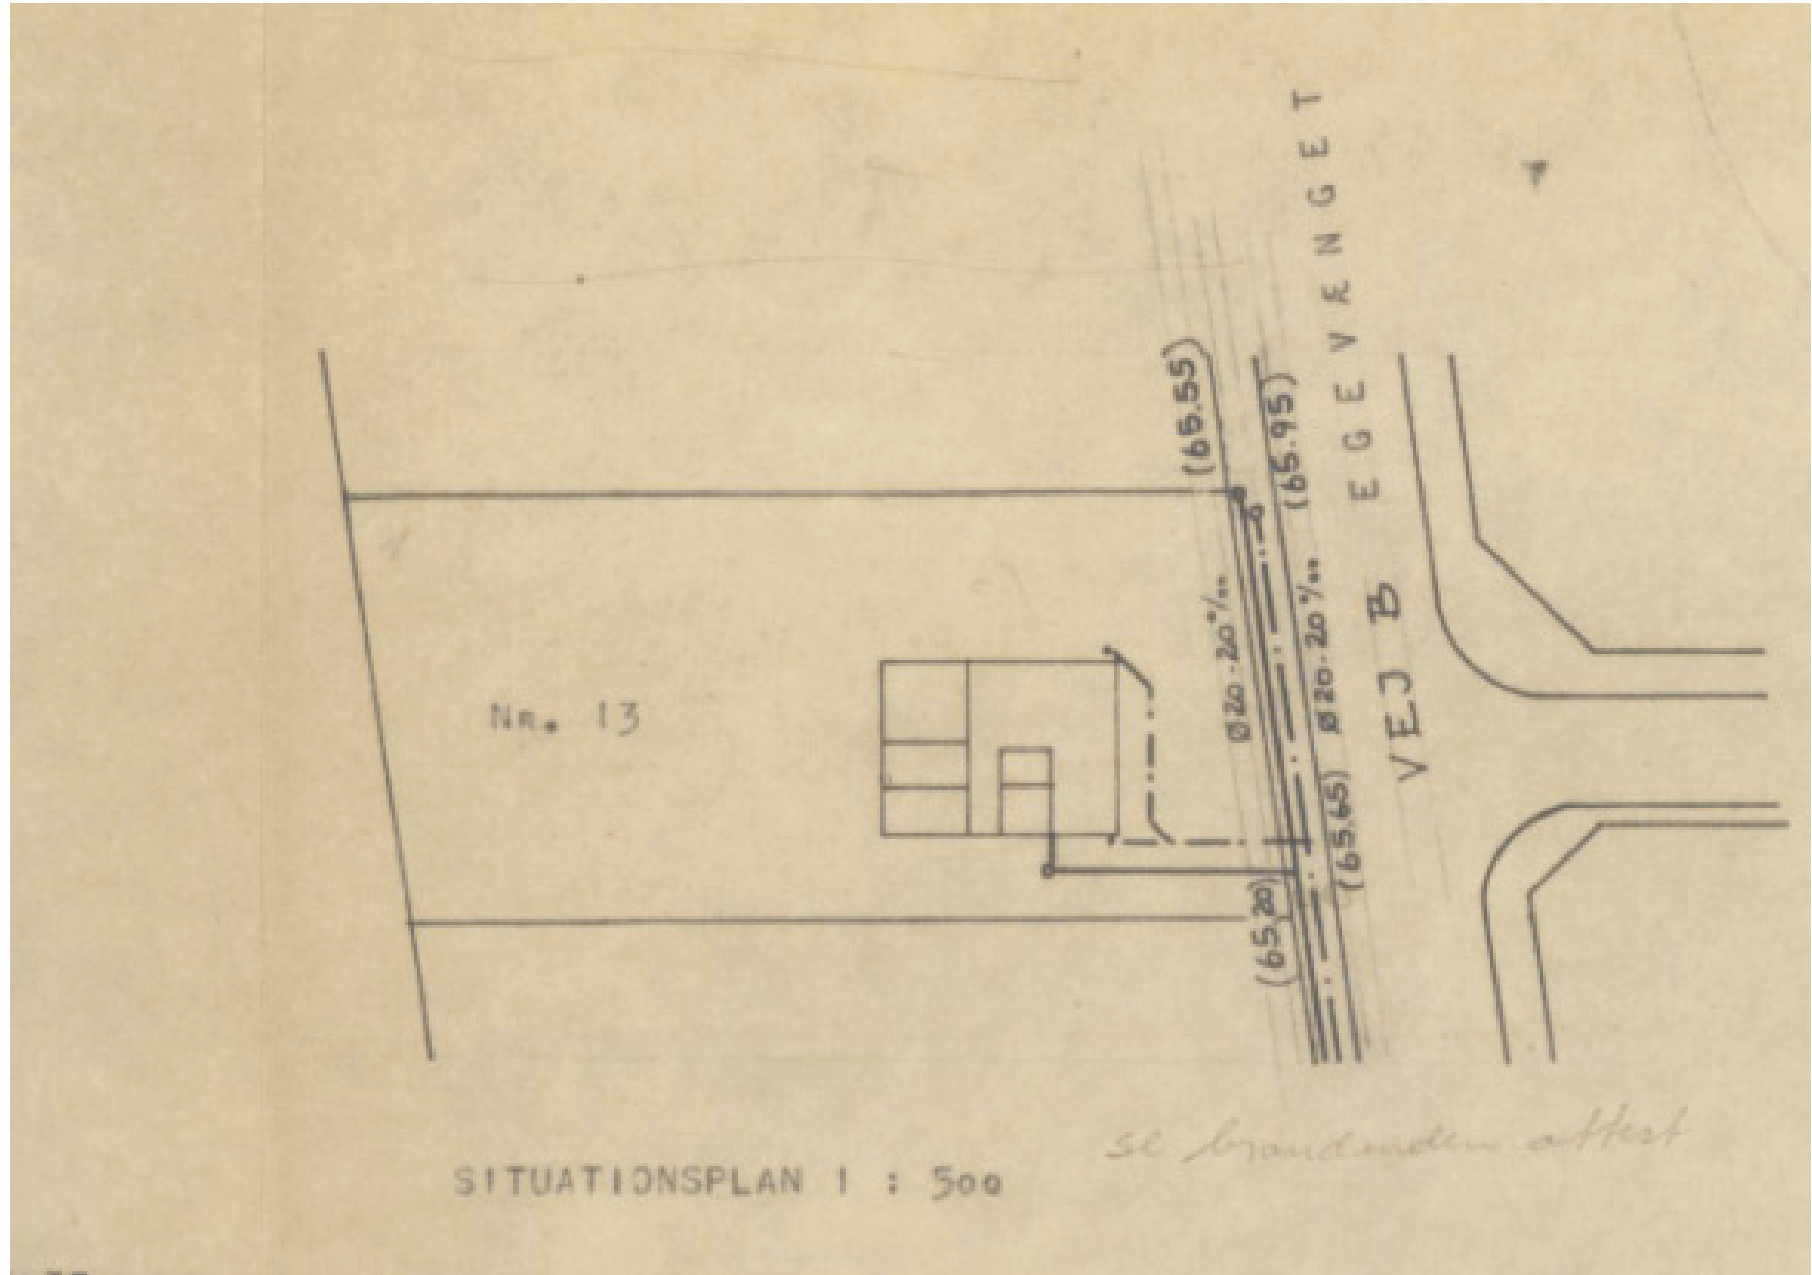 EGEVÆNGET
VEJ B
(65.55)
(65.95)
Ø20-20‰
Ø20-20‰
Nr. 13
(65.20)
(65.65)
se
attest
SITUATIONSPLAN 1 : 500